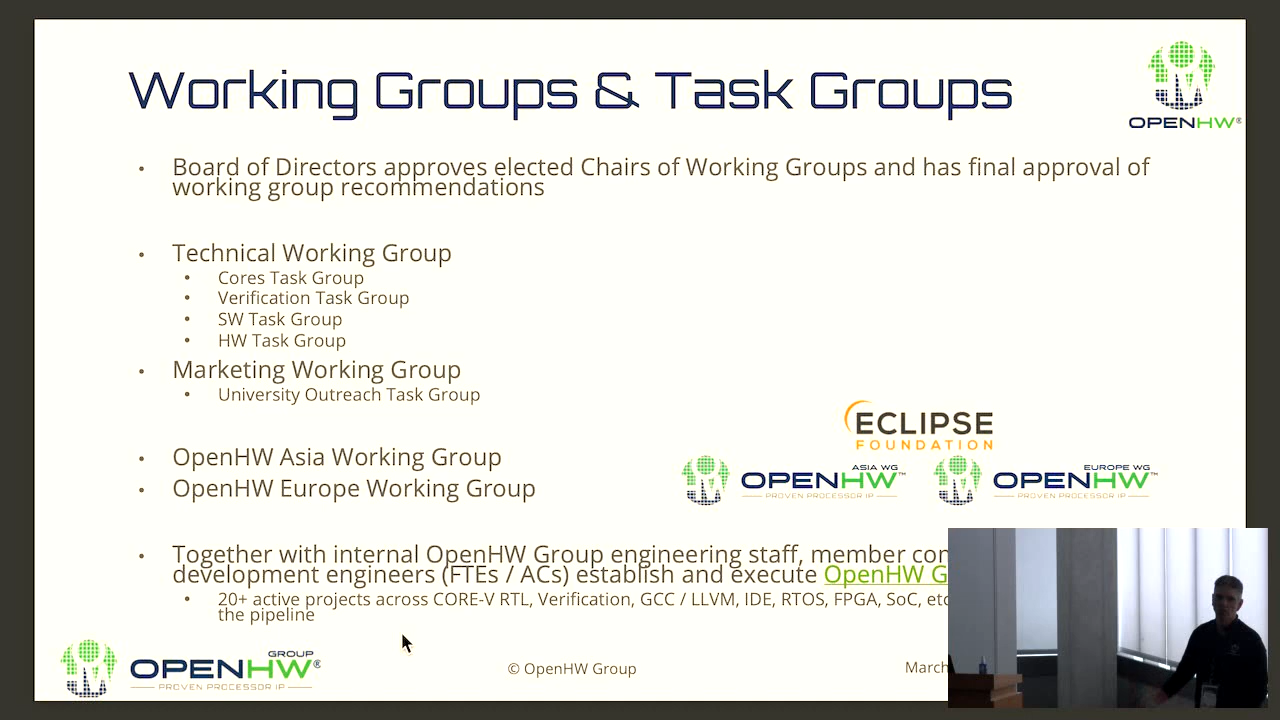 Working Groups & Task Groups
OPENHW®
• Board of Directors approves elected Chairs of Working Groups and has final approval of
working group recommendations
• Technical Working Group
• Cores Task Group
• Verification Task Group
• SW Task Group
• HW Task Group
• Marketing Working Group
• University Outreach Task Group
ECLIPSE
FOUNDATION
• OpenHW Asia Working Group
• OpenHW Europe Working Group
ASIA WG
OPENHW™
PROVEN PROCESSOR IP
EUROPE WG
OPENHW™
PROVEN PROCESSOR IP
• Together with internal OpenHW Group engineering staff, member
development engineers (FTEs / ACs) establish and execute OpenHW
• 20+ active projects across CORE-V RTL, Verification, GCC / LLVM, IDE, RTOS, FPGA, SoC,
the pipeline
GROUP
OPENHW®
PROVEN PROCESSOR IP
© OpenHW Group
March